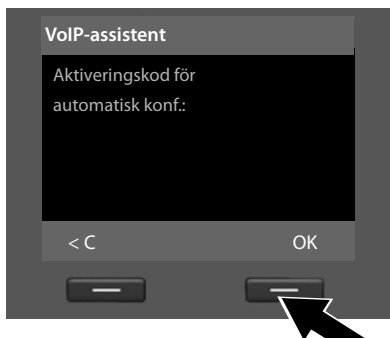 VoIP-assistent
Aktiveringskod för
automatisk konf.:
< C OK